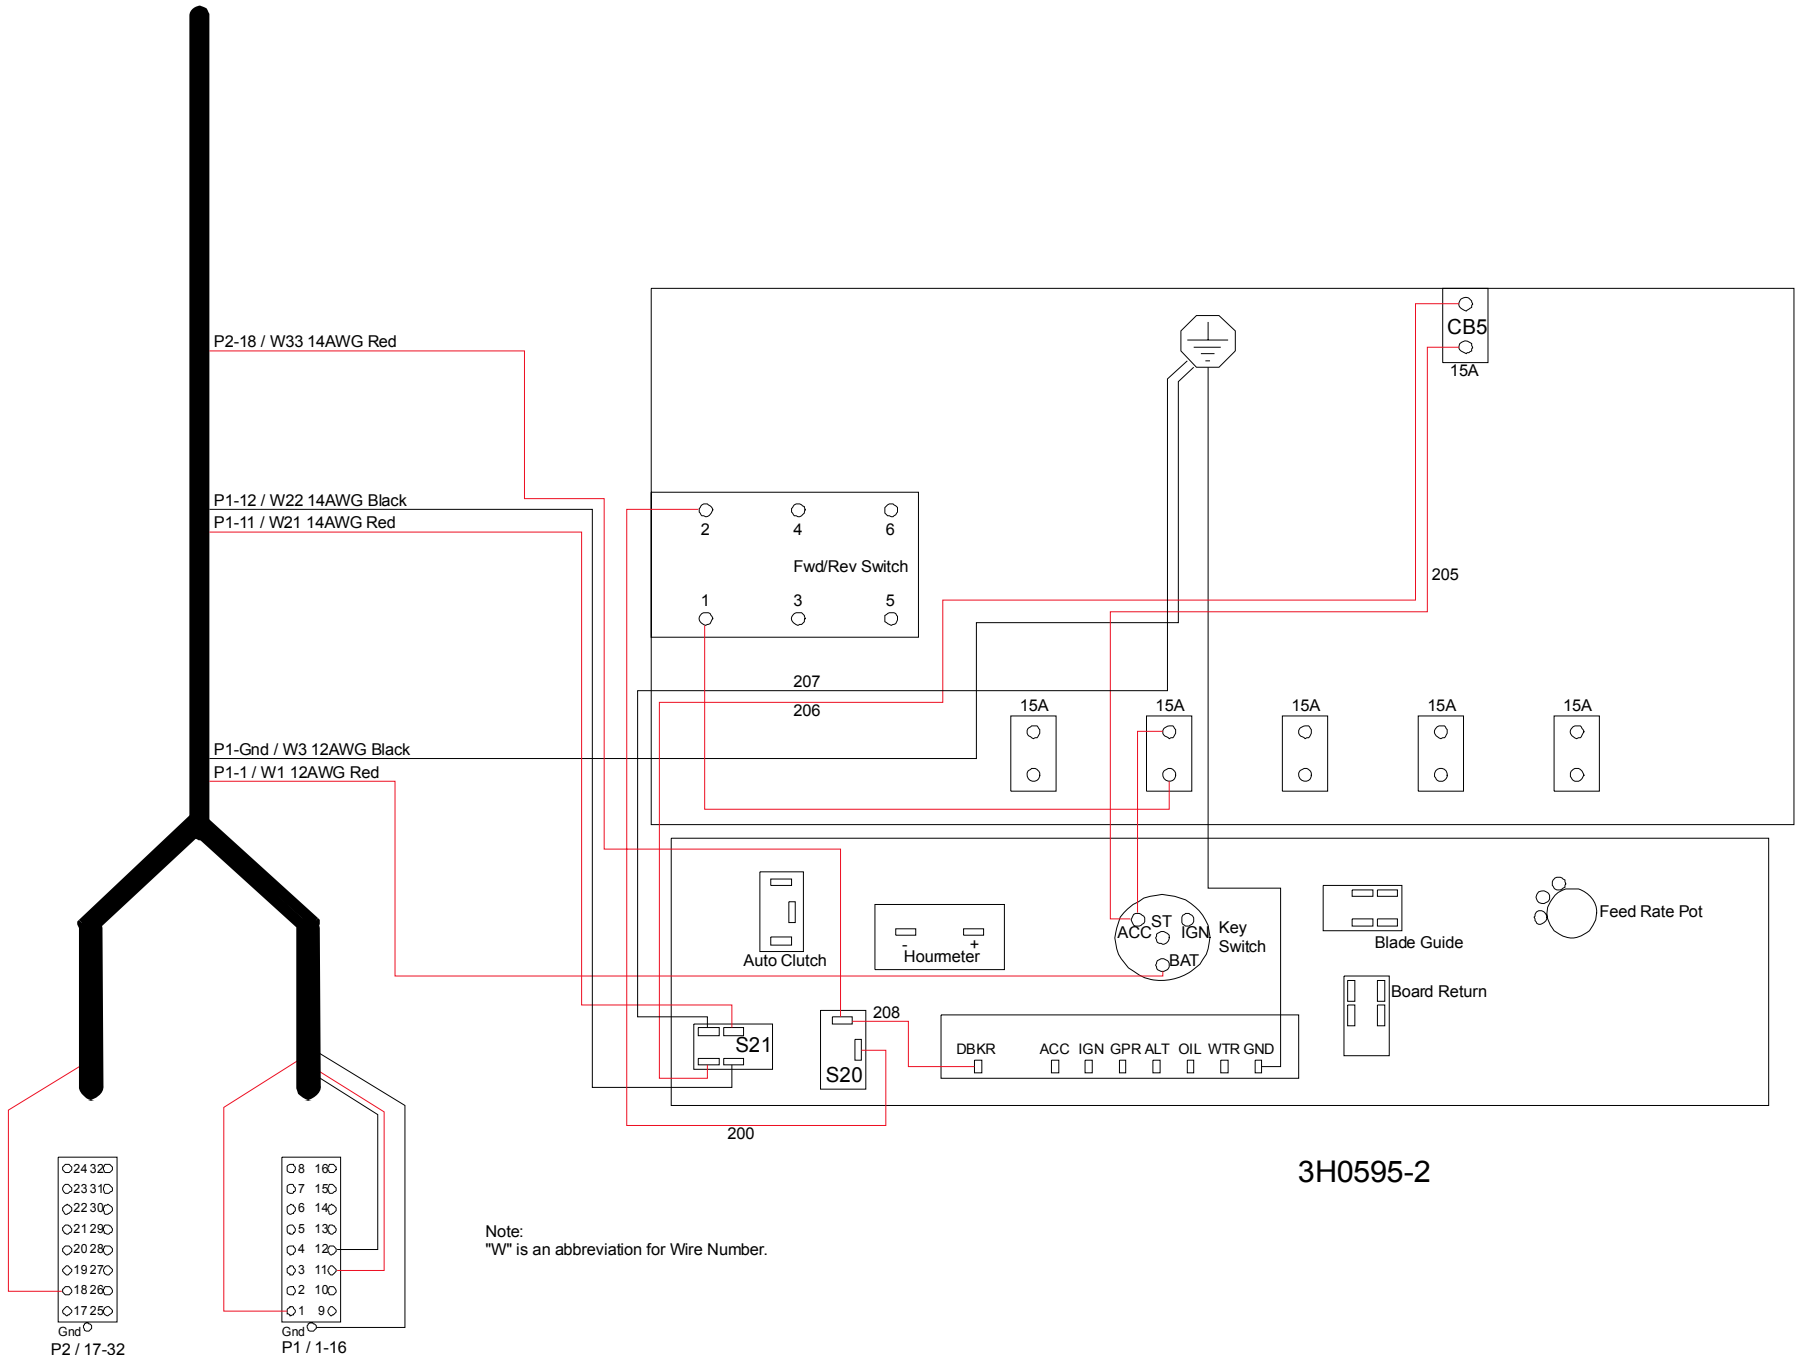 P2-18 / W33 14AWG Red
CB5
15A
P1-12 / W22 14AWG Black
P1-11 / W21 14AWG Red
2 4 6
Fwd/Rev Switch
205
1 3 5
207
206
15A 15A 15A 15A 15A
P1-Gnd / W3 12AWG Black
P1-1 / W1 12AWG Red
Auto Clutch
- +
Hourmeter
ST
ACC IGN
BAT
Key
Switch
Blade Guide
Feed Rate Pot
Board Return
S21
208
S20
DBKR ACC IGN GPR ALT OIL WTR GND
200
3H0595-2
24 32
23 31
22 30
21 29
20 28
19 27
18 26
17 25
Gnd
P2 / 17-32
8 16
7 15
6 14
5 13
4 12
3 11
2 10
1 9
Gnd
P1 / 1-16
Note:
"W" is an abbreviation for Wire Number.